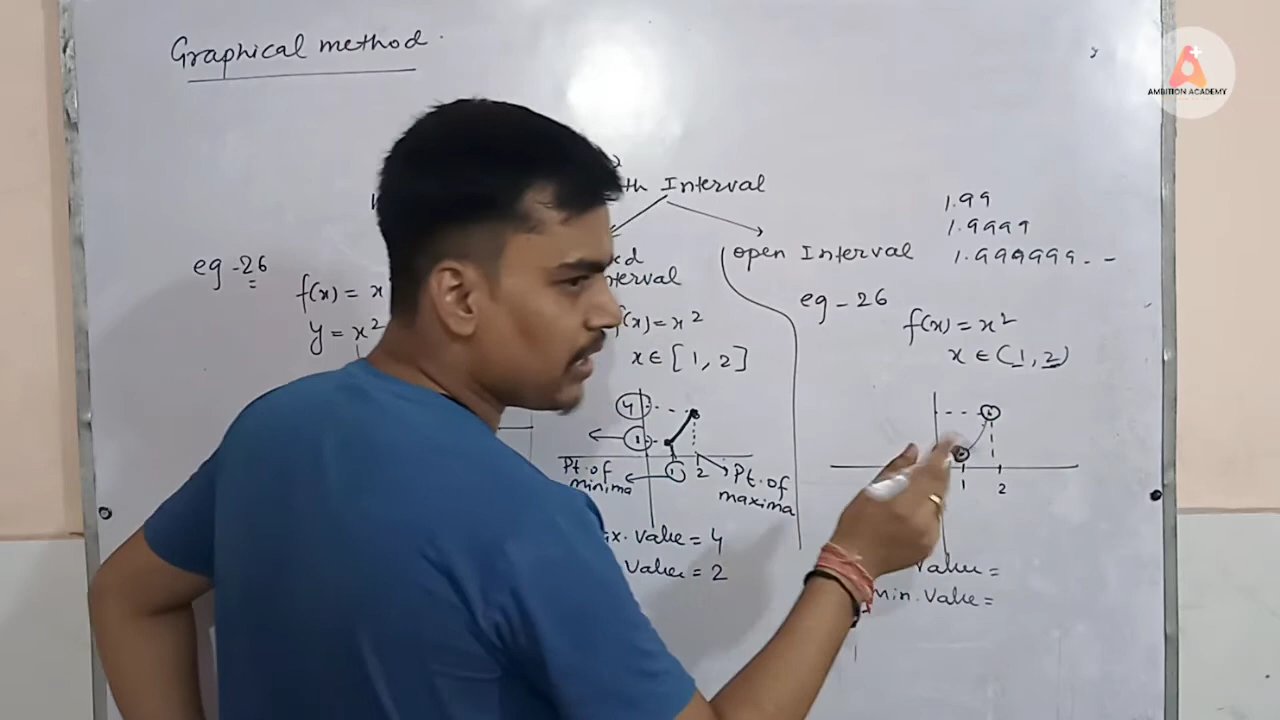 Graphical method.
AMBITION ACADEMY
Interval
open Interval
1.99
1.9999
1.999999...
eg - 26
f(x) = x
y = x²
f(x) = x²
x ∈ [1, 2]
4
1
1 2
Pt. of minima
Pt. of maxima
Value = 4
Value = 2
eg - 26
f(x) = x²
x ∈ (1, 2)
1 2
Value =
min. Value =